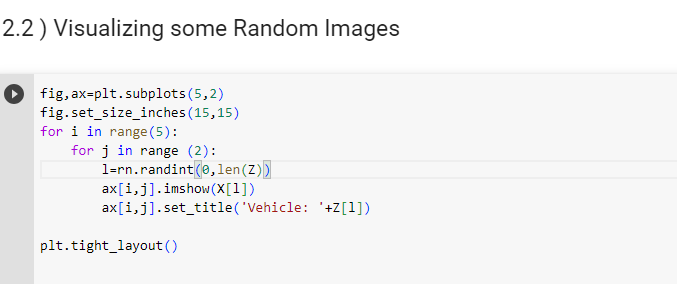 2.2 ) Visualizing some Random Images
fig,ax=plt.subplots(5,2)
fig.set_size_inches(15,15)
for i in range(5):
    for j in range (2):
        l=rn.randint(0,len(Z))
        ax[i,j].imshow(X[l])
        ax[i,j].set_title('Vehicle: '+Z[l])
plt.tight_layout()